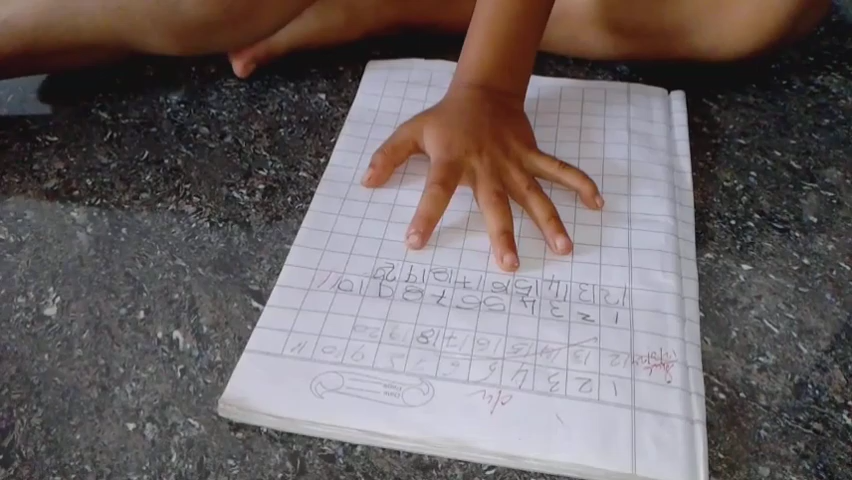 c/w
Date
Page
1 2 3 4 5 6 7 8 9 10 11
12 13 14 15 16 17 18 19 20
1 2 3 4 5 6 7 8 9 10 11
12 13 14 15 16 17 18 19 20